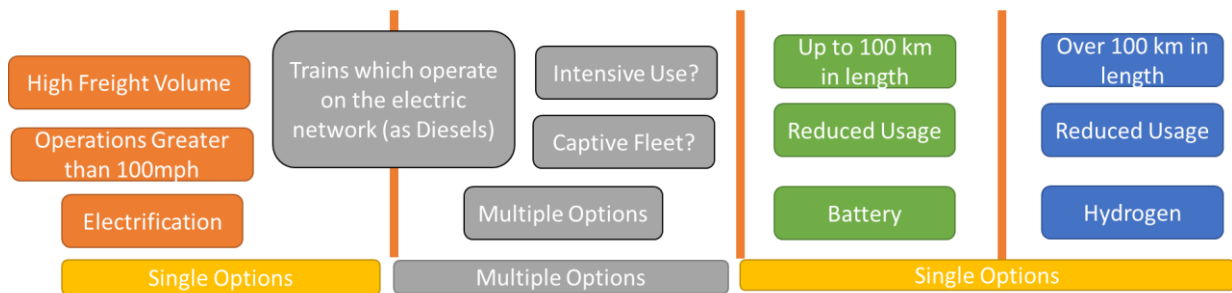 High Freight Volume
Operations Greater
than 100mph
Electrification
Single Options
Trains which operate
on the electric
network (as Diesels)
Intensive Use?
Captive Fleet?
Multiple Options
Multiple Options
Up to 100 km
in length
Reduced Usage
Battery
Over 100 km in
length
Reduced Usage
Hydrogen
Single Options